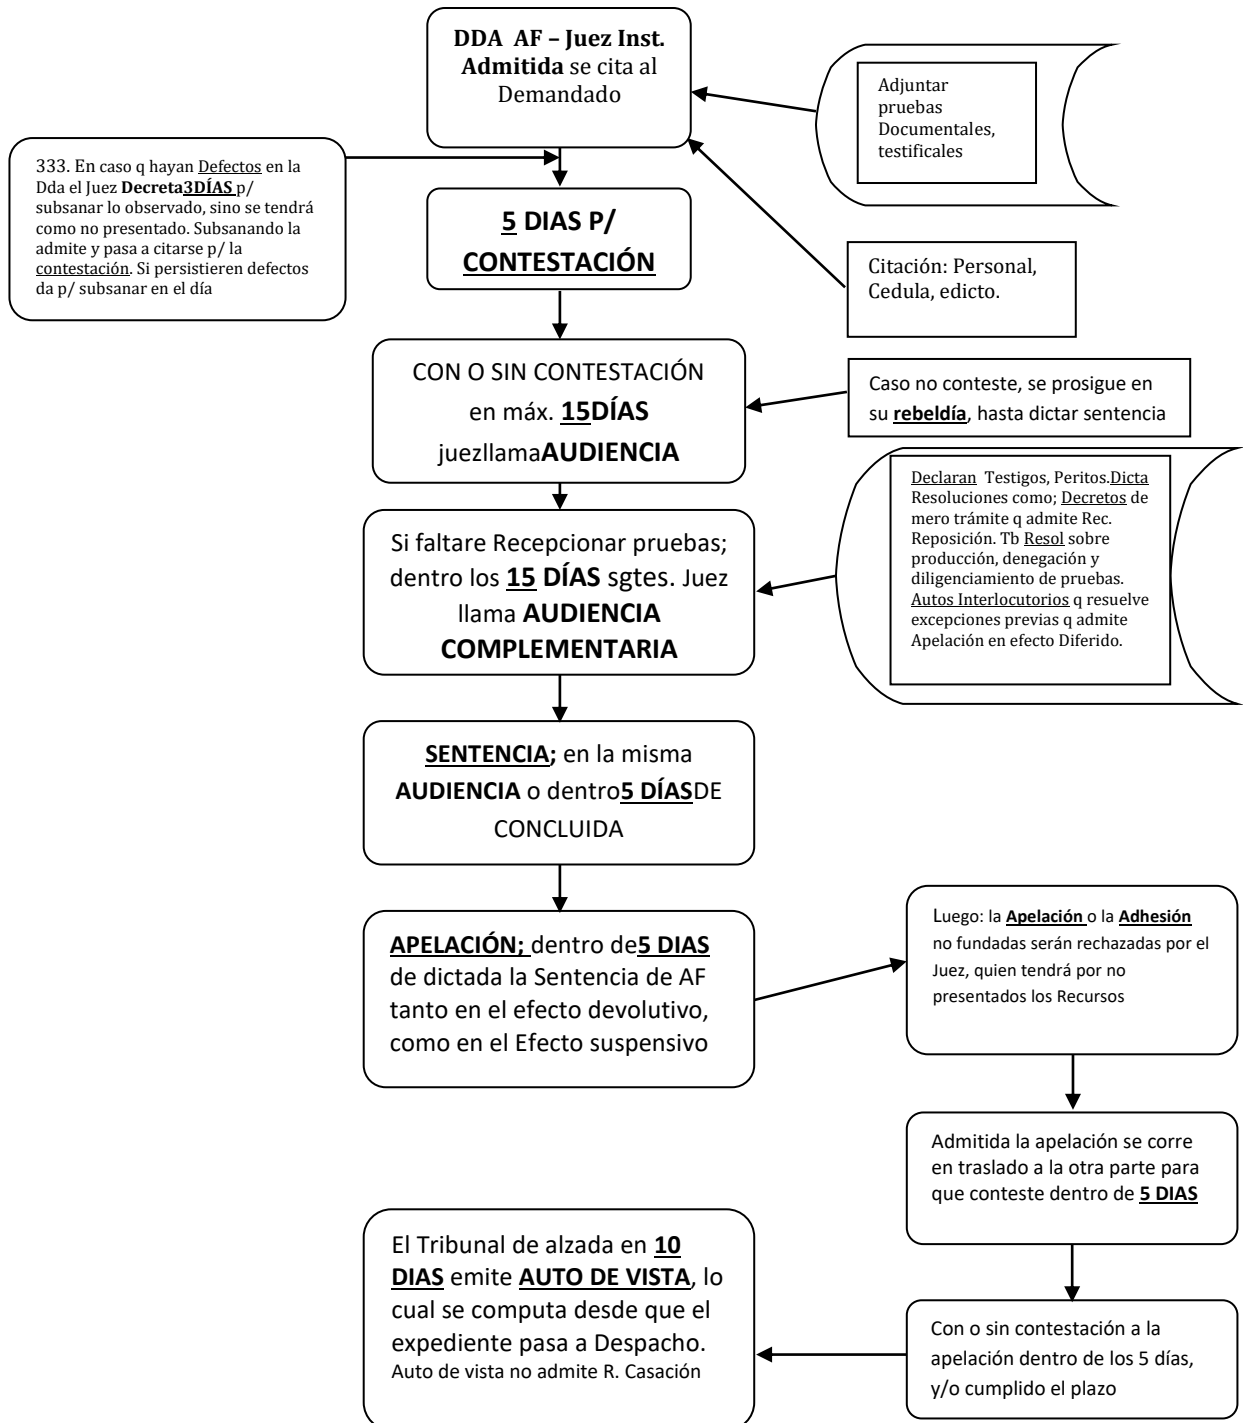 DDA AF – Juez Inst.
Admitida se cita al
Demandado
Adjuntar
pruebas
Documentales,
testificales
333. En caso q hayan Defectos en la
Dda el Juez Decreta3DÍAS p/
subsanar lo observado, sino se tendrá
como no presentado. Subsanando la
admite y pasa a citarse p/ la
contestación. Si persistieren defectos
da p/ subsanar en el día
5 DIAS P/
CONTESTACIÓN
Citación: Personal,
Cedula, edicto.
CON O SIN CONTESTACIÓN
en máx. 15DÍAS
juezllamaAUDIENCIA
Caso no conteste, se prosigue en
su rebeldía, hasta dictar sentencia
Declaran Testigos, Peritos.Dicta
Resoluciones como; Decretos de
mero trámite q admite Rec.
Reposición. Tb Resol sobre
producción, denegación y
diligenciamiento de pruebas.
Autos Interlocutorios q resuelve
excepciones previas q admite
Apelación en efecto Diferido.
Si faltare Recepcionar pruebas;
dentro los 15 DÍAS sgtes. Juez
llama AUDIENCIA
COMPLEMENTARIA
SENTENCIA; en la misma
AUDIENCIA o dentro5 DÍASDE
CONCLUIDA
APELACIÓN; dentro de5 DIAS
de dictada la Sentencia de AF
tanto en el efecto devolutivo,
como en el Efecto suspensivo
Luego: la Apelación o la Adhesión
no fundadas serán rechazadas por el
Juez, quien tendrá por no
presentados los Recursos
Admitida la apelación se corre
en traslado a la otra parte para
que conteste dentro de 5 DIAS
El Tribunal de alzada en 10
DIAS emite AUTO DE VISTA, lo
cual se computa desde que el
expediente pasa a Despacho.
Auto de vista no admite R. Casación
Con o sin contestación a la
apelación dentro de los 5 días,
y/o cumplido el plazo